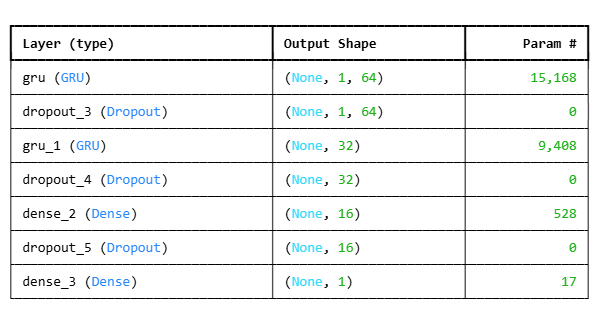 Layer (type) Output Shape Param #
gru (GRU) (None, 1, 64) 15,168
dropout_3 (Dropout) (None, 1, 64) 0
gru_1 (GRU) (None, 32) 9,408
dropout_4 (Dropout) (None, 32) 0
dense_2 (Dense) (None, 16) 528
dropout_5 (Dropout) (None, 16) 0
dense_3 (Dense) (None, 1) 17